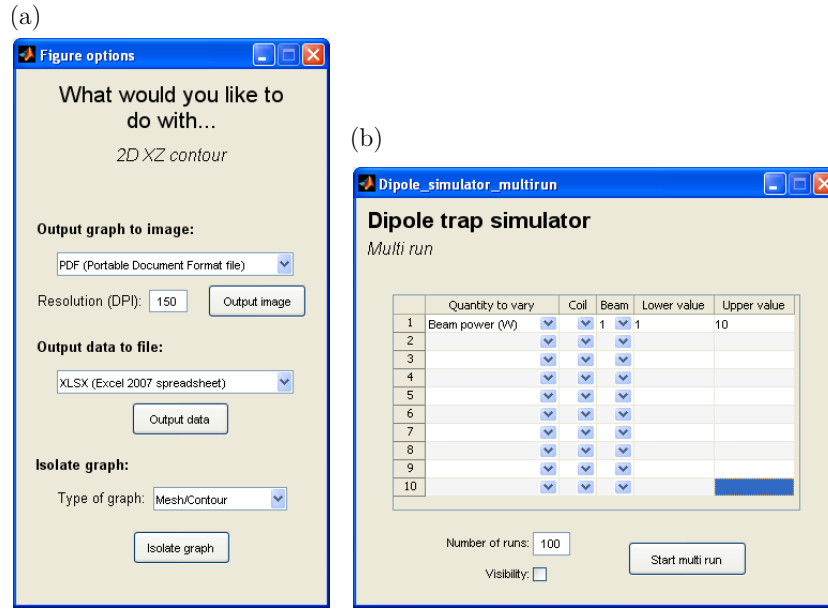 (a)
Figure options
What would you like to
do with...
2D XZ contour
Output graph to image:
PDF (Portable Document Format file)
Resolution (DPI): 150 Output image
Output data to file:
XLSX (Excel 2007 spreadsheet)
Output data
Isolate graph:
Type of graph: Mesh/Contour
Isolate graph
(b)
Dipole_simulator_multirun
Dipole trap simulator
Multi run
Quantity to vary Coil Beam Lower value Upper value
1 Beam power (W) 1 1 10
2
3
4
5
6
7
8
9
10
Number of runs: 100
Start multi run
Visibility: